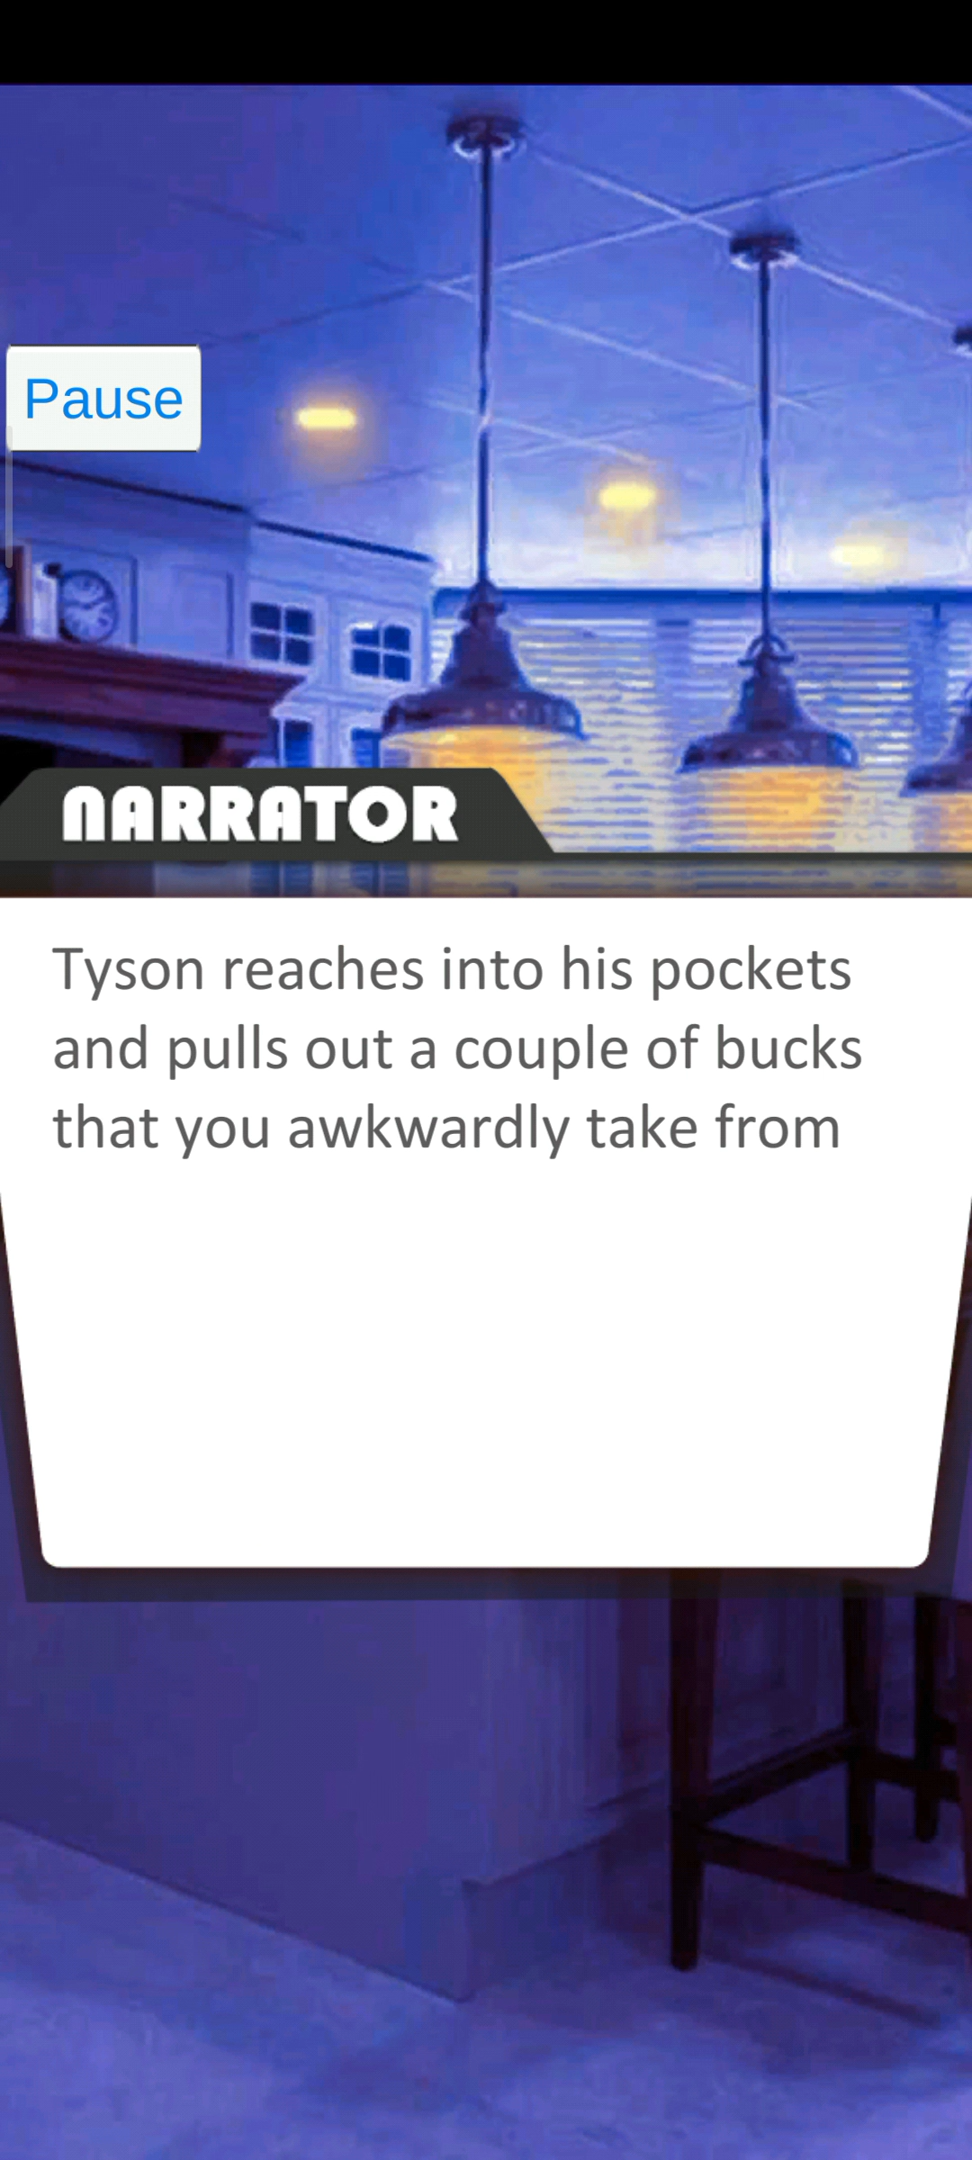 Pause
NARRATOR
Tyson reaches into his pockets
and pulls out a couple of bucks
that you awkwardly take from